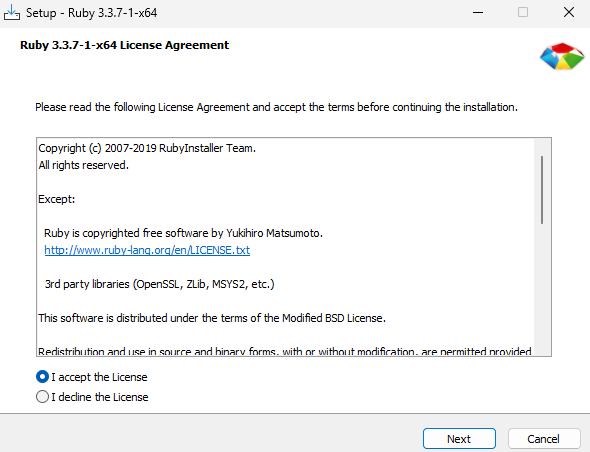 Setup - Ruby 3.3.7-1-x64
Ruby 3.3.7-1-x64 License Agreement
Please read the following License Agreement and accept the terms before continuing the installation.
Copyright (c) 2007-2019 RubyInstaller Team.
All rights reserved.
Except:
Ruby is copyrighted free software by Yukihiro Matsumoto.
http://www.ruby-lang.org/en/LICENSE.txt
3rd party libraries (OpenSSL, ZLib, MSYS2, etc.)
This software is distributed under the terms of the Modified BSD License.
Redistribution and use in source and binary forms, with or without modification, are permitted provided
I accept the License
I decline the License
Next
Cancel